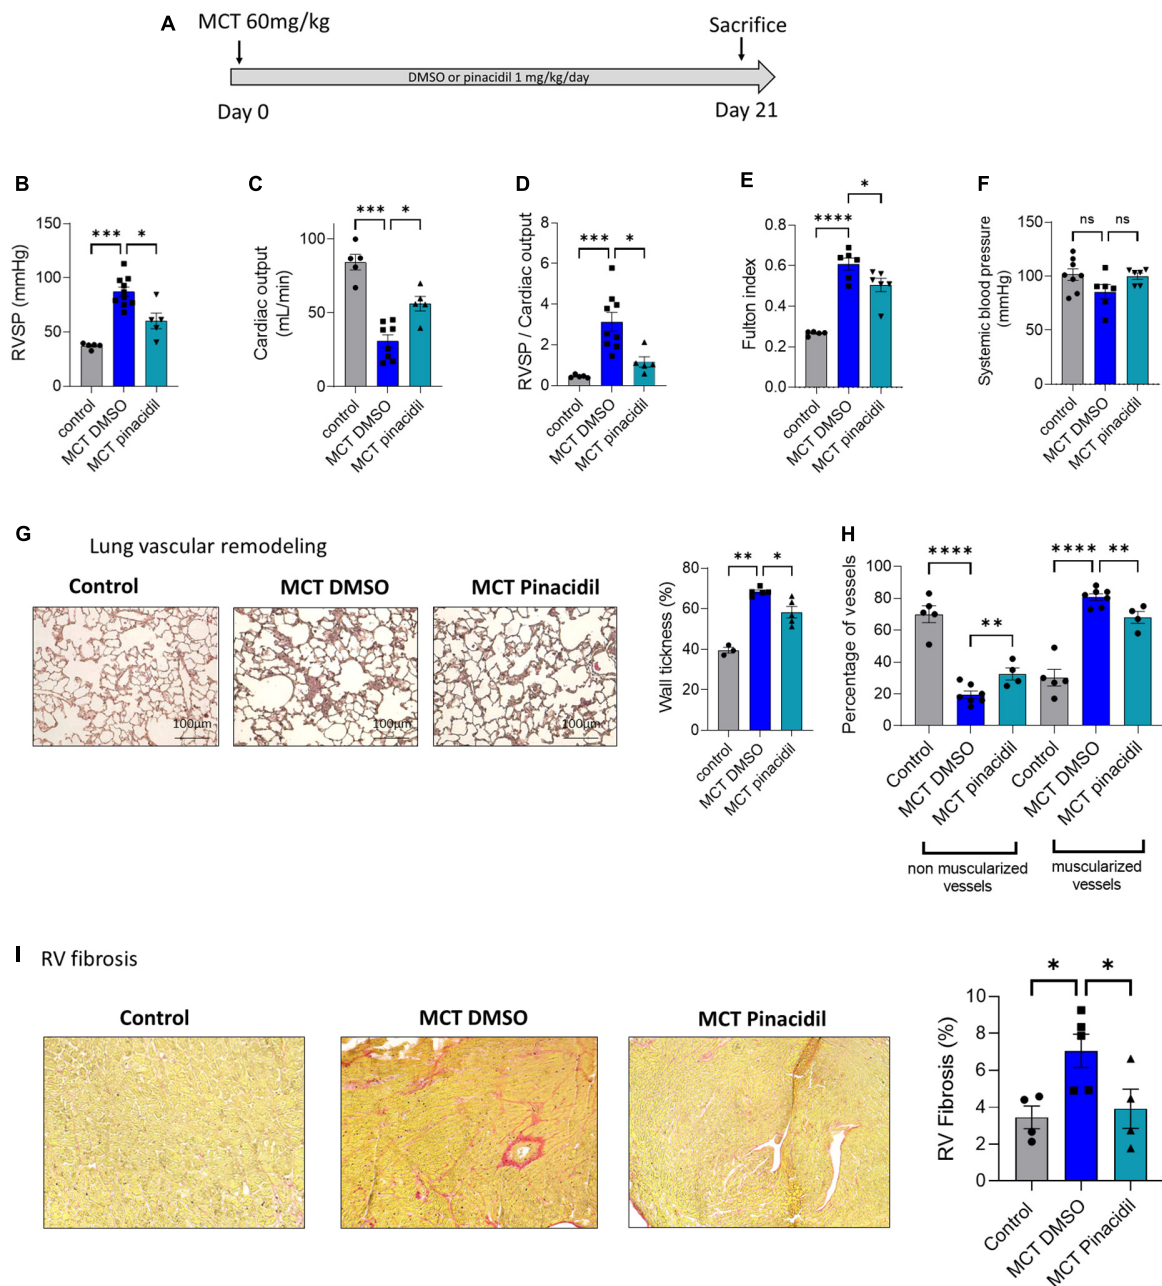 A
MCT 60mg/kg
Sacrifice
DMSO or pinacidil 1 mg/kg/day
Day 0
Day 21
B
RVSP (mmHg)
150
100
50
0
***
*
control
MCT DMSO
MCT pinacidil
C
Cardiac output
(mL/min)
100
50
0
***
*
control
MCT DMSO
MCT pinacidil
D
RVSP / Cardiac output
8
6
4
2
0
***
*
control
MCT DMSO
MCT pinacidil
E
Fulton index
0.8
0.6
0.4
0.2
0.0
****
*
control
MCT DMSO
MCT pinacidil
F
Systemic blood pressure
(mmHg)
150
100
50
0
ns
ns
control
MCT DMSO
MCT pinacidil
G
Lung vascular remodeling
Control
MCT DMSO
MCT Pinacidil
100µm
100µm
100µm
Wall tickness (%)
80
60
40
20
0
**
*
control
MCT DMSO
MCT pinacidil
H
Percentage of vessels
100
80
60
40
20
0
****
**
****
**
Control
MCT DMSO
MCT pinacidil
Control
MCT DMSO
MCT pinacidil
non muscularized
vessels
muscularized
vessels
I
RV fibrosis
Control
MCT DMSO
MCT Pinacidil
RV Fibrosis (%)
10
8
6
4
2
0
*
*
Control
MCT DMSO
MCT Pinacidil